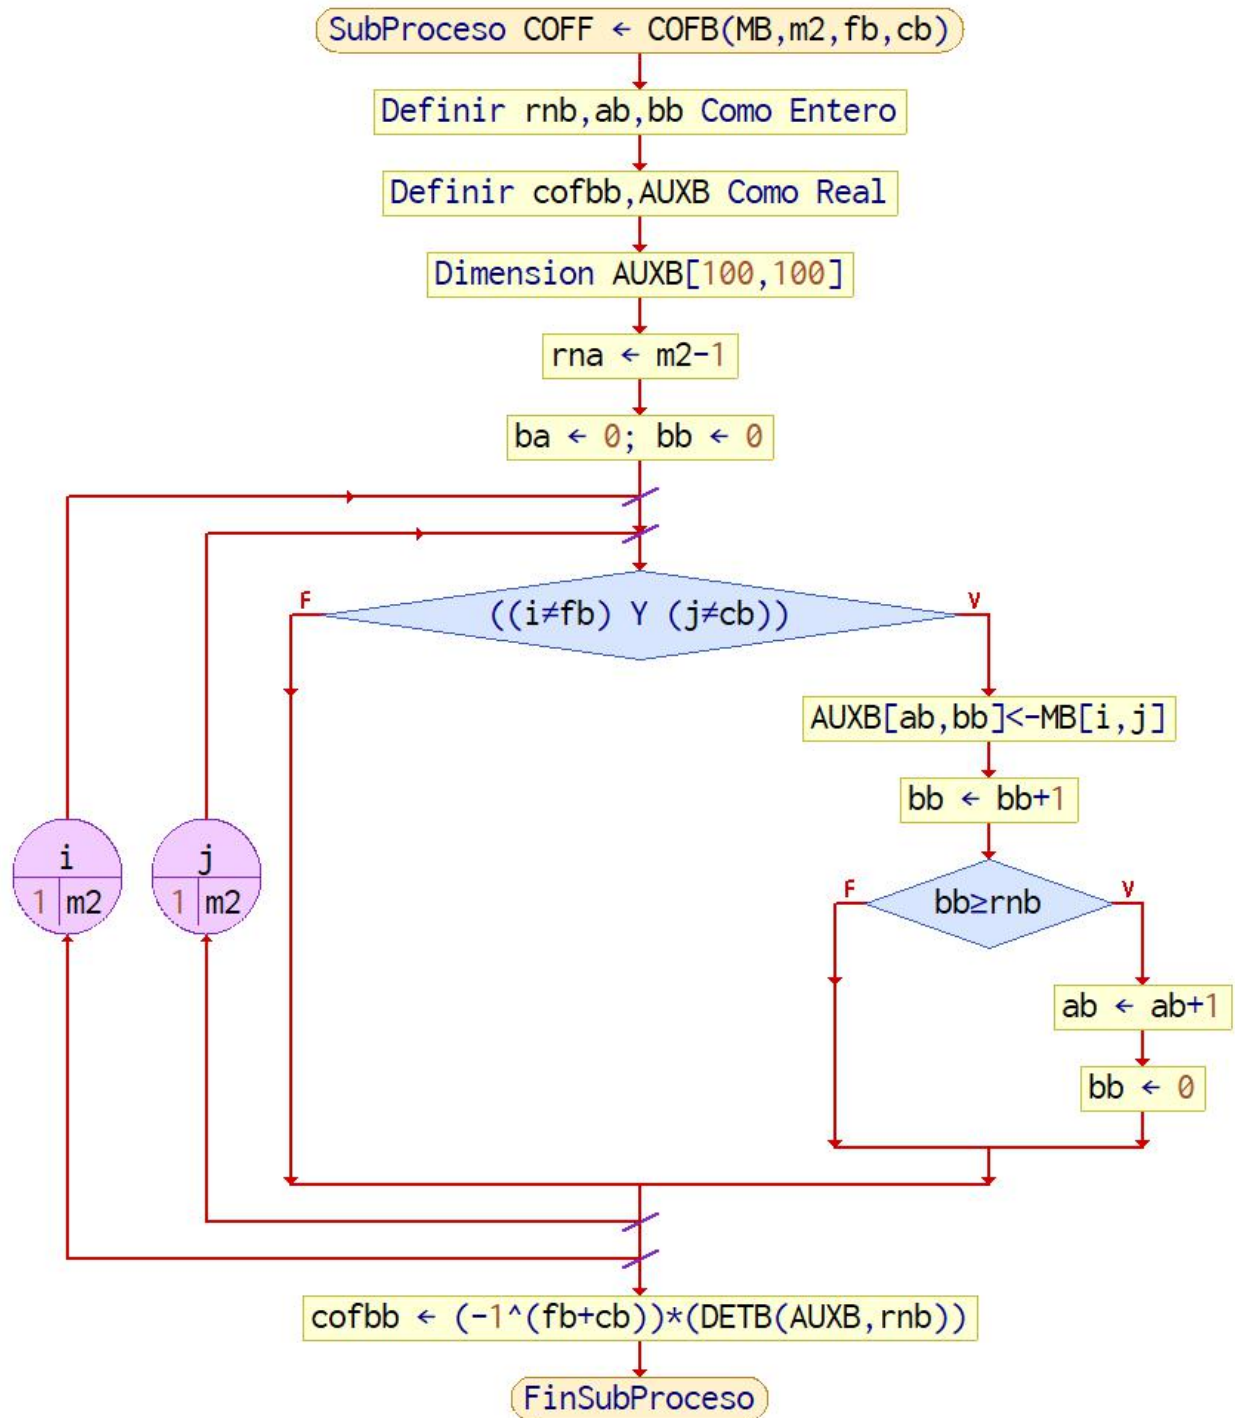 SubProceso COFF ← COFB(MB,m2,fb,cb)
Definir rnb,ab,bb Como Entero
Definir cofbb,AUXB Como Real
Dimension AUXB[100,100]
rna ← m2-1
ba ← 0; bb ← 0
F
((i≠fb) Y (j≠cb))
V
AUXB[ab,bb]<-MB[i,j]
bb ← bb+1
i
1 m2
j
1 m2
F
bb≥rnb
V
ab ← ab+1
bb ← 0
cofbb ← (-1^(fb+cb))*(DETB(AUXB,rnb))
FinSubProceso